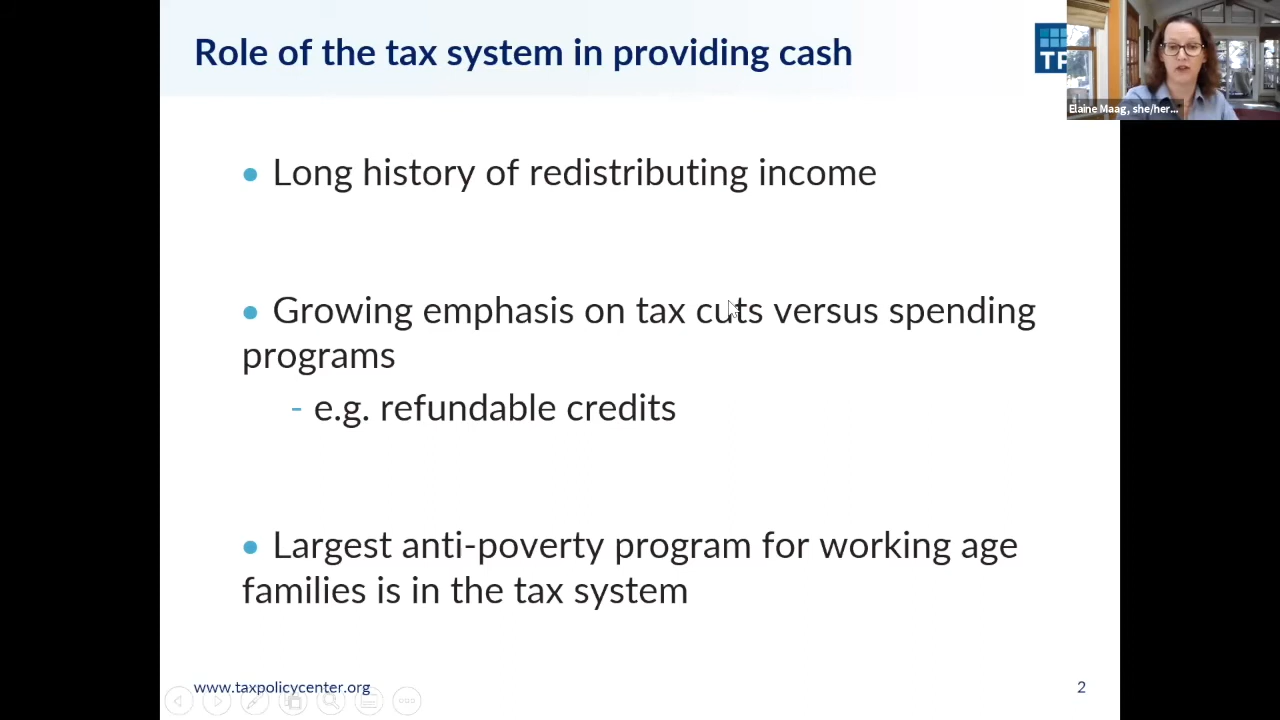 Role of the tax system in providing cash
TP
Elaine Maag, she/her...
• Long history of redistributing income
• Growing emphasis on tax cuts versus spending
programs
- e.g. refundable credits
• Largest anti-poverty program for working age
families is in the tax system
www.taxpolicycenter.org
2